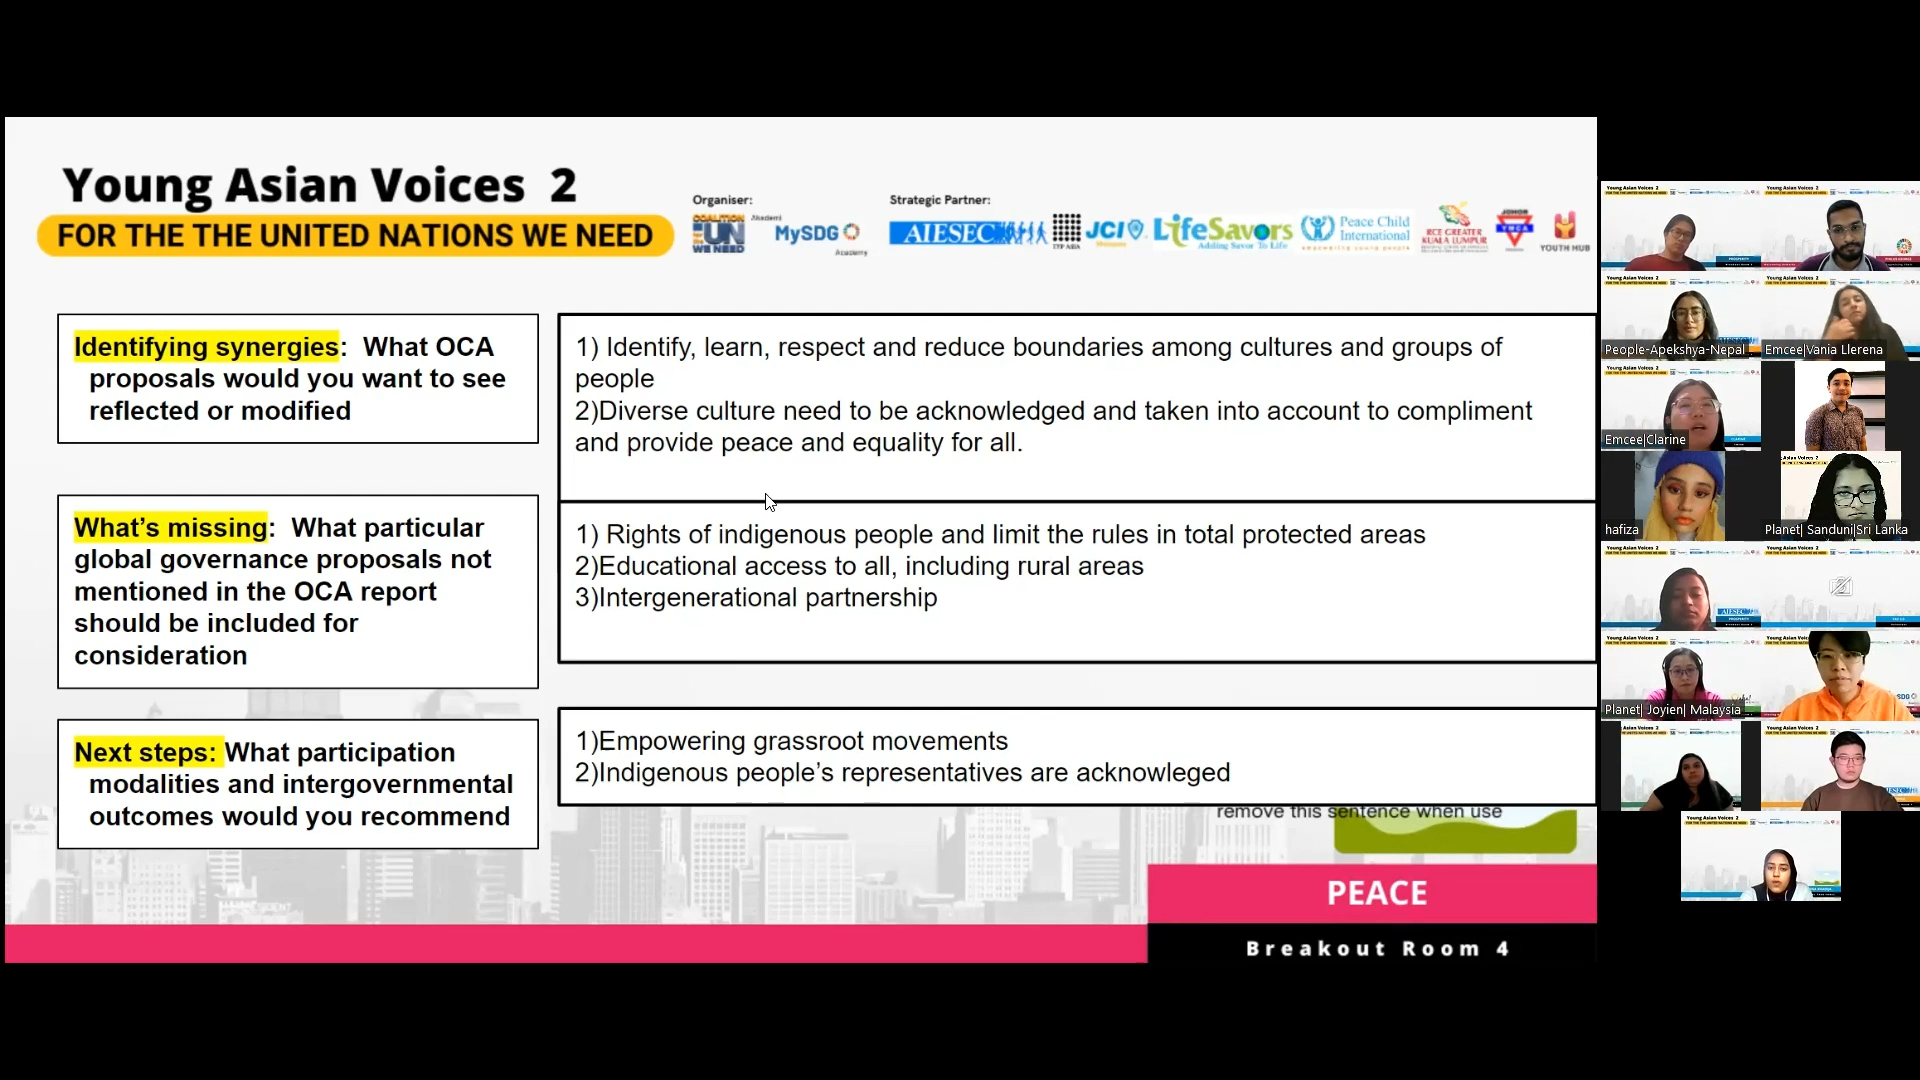 Young Asian Voices 2
FOR THE THE UNITED NATIONS WE NEED
Organiser:
Strategic Partner:
COALITION
UN
WE NEED
Akademi
MySDG
Academy
AIESEC
JCI
LifeSavors
Adding Savor To Life
Peace Child
International
RCE GREATER
KUALA LUMPUR
JOHOR
YMCA
YOUTH HUB
Identifying synergies: What OCA
proposals would you want to see
reflected or modified
1) Identify, learn, respect and reduce boundaries among cultures and groups of
people
2)Diverse culture need to be acknowledged and taken into account to compliment
and provide peace and equality for all.
What's missing: What particular
global governance proposals not
mentioned in the OCA report
should be included for
consideration
1) Rights of indigenous people and limit the rules in total protected areas
2)Educational access to all, including rural areas
3)Intergenerational partnership
Next steps: What participation
modalities and intergovernmental
outcomes would you recommend
1)Empowering grassroot movements
2)Indigenous people's representatives are acknowleged
remove this sentence when use
PEACE
Breakout Room 4
People-Apekshya-Nepal
Emcee|Vania Llerena
Emcee|Clarine
hafiza
Planet| Sanduni|Sri Lanka
Planet| Joyien| Malaysia